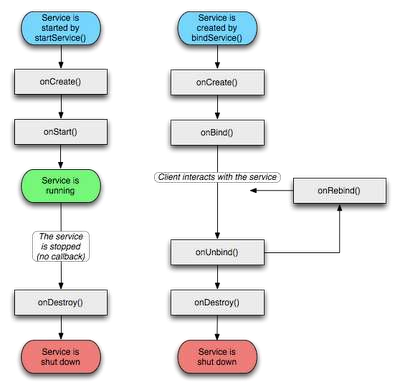 Service is
started by
startService()
onCreate()
onStart()
Service is
running
The service
is stopped
(no callback)
onDestroy()
Service is
shut down
Service is
created by
bindService()
onCreate()
onBind()
Client interacts with the service
onRebind()
onUnbind()
onDestroy()
Service is
shut down